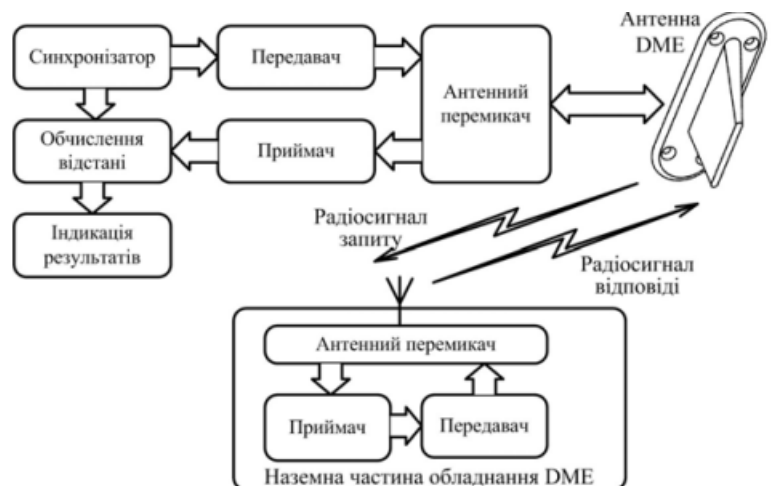 Антенна
DME
Синхронізатор
Передавач
Антенний
перемикач
Обчислення
відстані
Приймач
Індикація
результатів
Радіосигнал
запиту
Радіосигнал
відповіді
Антенний перемикач
Приймач
Передавач
Наземна частина обладнання DME